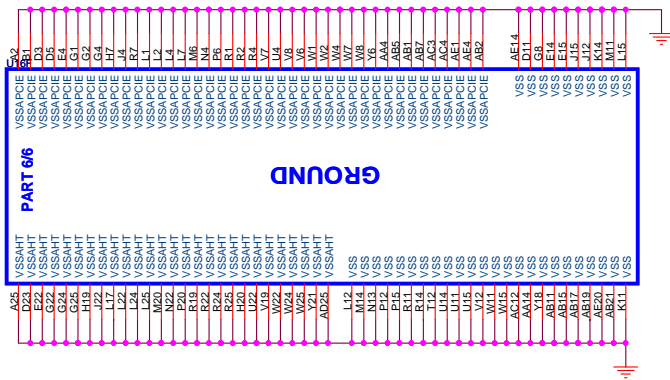 A2 B1 D3 D5 E4 G1 G2 G4 H7 J4 R7 L1 L2 L4 L7 M6 N4 P6 R1 R2 R4 V7 U4 V8 V6 W1 W2 W4 W7 W8 Y6 AA4 AB5 AB1 AB7 AC3 AC4 AE1 AE4 AB2 AE14 D11 G8 E14 E15 J15 J12 K14 M11 L15
VSSAPCIE VSSAPCIE VSSAPCIE VSSAPCIE VSSAPCIE VSSAPCIE VSSAPCIE VSSAPCIE VSSAPCIE VSSAPCIE VSSAPCIE VSSAPCIE VSSAPCIE VSSAPCIE VSSAPCIE VSSAPCIE VSSAPCIE VSSAPCIE VSSAPCIE VSSAPCIE VSSAPCIE VSSAPCIE VSSAPCIE VSSAPCIE VSSAPCIE VSSAPCIE VSSAPCIE VSSAPCIE VSSAPCIE VSSAPCIE VSSAPCIE VSSAPCIE VSSAPCIE VSSAPCIE VSSAPCIE VSSAPCIE VSSAPCIE VSSAPCIE VSSAPCIE VSSAPCIE VSS VSS VSS VSS VSS VSS VSS VSS VSS VSS
PART 6/6
GROUND
VSSAHT VSSAHT VSSAHT VSSAHT VSSAHT VSSAHT VSSAHT VSSAHT VSSAHT VSSAHT VSSAHT VSSAHT VSSAHT VSSAHT VSSAHT VSSAHT VSSAHT VSSAHT VSSAHT VSSAHT VSSAHT VSSAHT VSSAHT VSSAHT VSSAHT VSSAHT VSSAHT VSS VSS VSS VSS VSS VSS VSS VSS VSS VSS VSS VSS VSS VSS VSS VSS VSS VSS VSS VSS VSS VSS VSS VSS
A25 D23 E22 G22 G24 G25 H19 J22 L17 L22 L24 L25 M20 N22 P20 R19 R22 R24 R25 H20 U22 V19 W22 W24 W25 Y21 AD25 L12 M14 N13 P12 P15 R11 R14 T12 U14 U11 U15 V12 W11 W15 AC12 AA14 Y18 AB11 AB15 AB17 AB19 AE20 AB21 K11